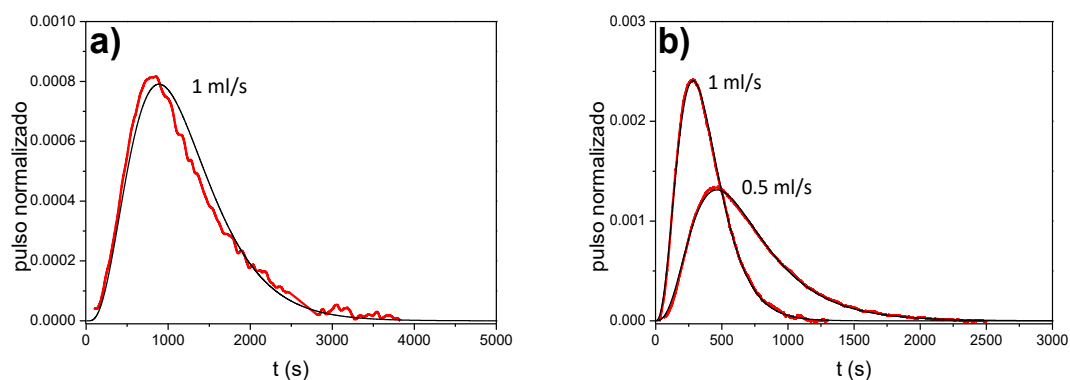 a)
1 ml/s
pulso normalizado
0.0010
0.0008
0.0006
0.0004
0.0002
0.0000
0 1000 2000 3000 4000 5000
t (s)
b)
1 ml/s
0.5 ml/s
pulso normalizado
0.003
0.002
0.001
0.000
0 500 1000 1500 2000 2500 3000
t (s)